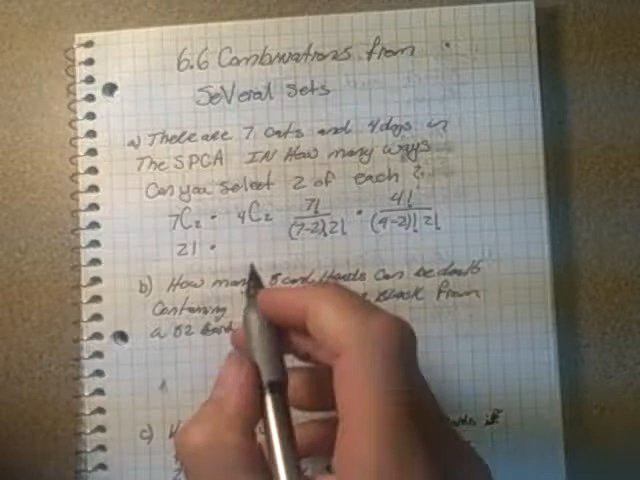 6.6 Combinations from
Several Sets
a) There are 7 cats and 4 dogs in
The SPCA IN How many ways
Can you select 2 of each?
7C2 · 4C2 7!/(7-2)!2! · 4!/(4-2)!2!
21 ·
b) How many 5 card Hands can be dealt
Containing Black From
a 52 Card
c)